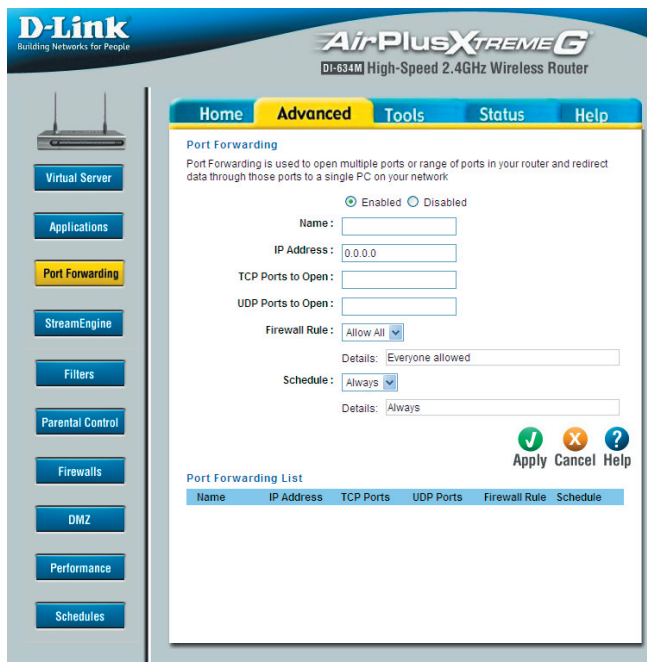 D-Link
Building Networks for People
AirPlus XTREME G
DI-634M High-Speed 2.4GHz Wireless Router
Home Advanced Tools Status Help
Virtual Server
Applications
Port Forwarding
StreamEngine
Filters
Parental Control
Firewalls
DMZ
Performance
Schedules
Port Forwarding
Port Forwarding is used to open multiple ports or range of ports in your router and redirect
data through those ports to a single PC on your network
Enabled Disabled
Name :
IP Address : 0.0.0.0
TCP Ports to Open :
UDP Ports to Open :
Firewall Rule : Allow All
Details: Everyone allowed
Schedule : Always
Details: Always
Apply Cancel Help
Port Forwarding List
Name IP Address TCP Ports UDP Ports Firewall Rule Schedule